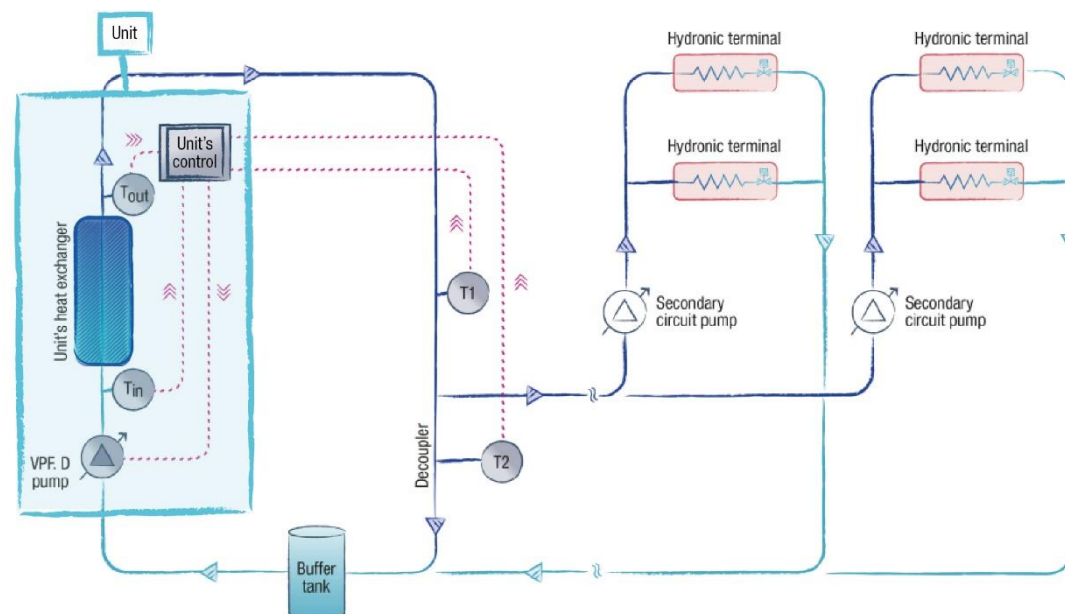 Unit
Hydronic terminal
Hydronic terminal
Unit's
control
Tout
Hydronic terminal
Hydronic terminal
Unit's heat exchanger
T1
Secondary
circuit pump
Secondary
circuit pump
Tin
Decoupler
VPF. D
pump
T2
Buffer
tank